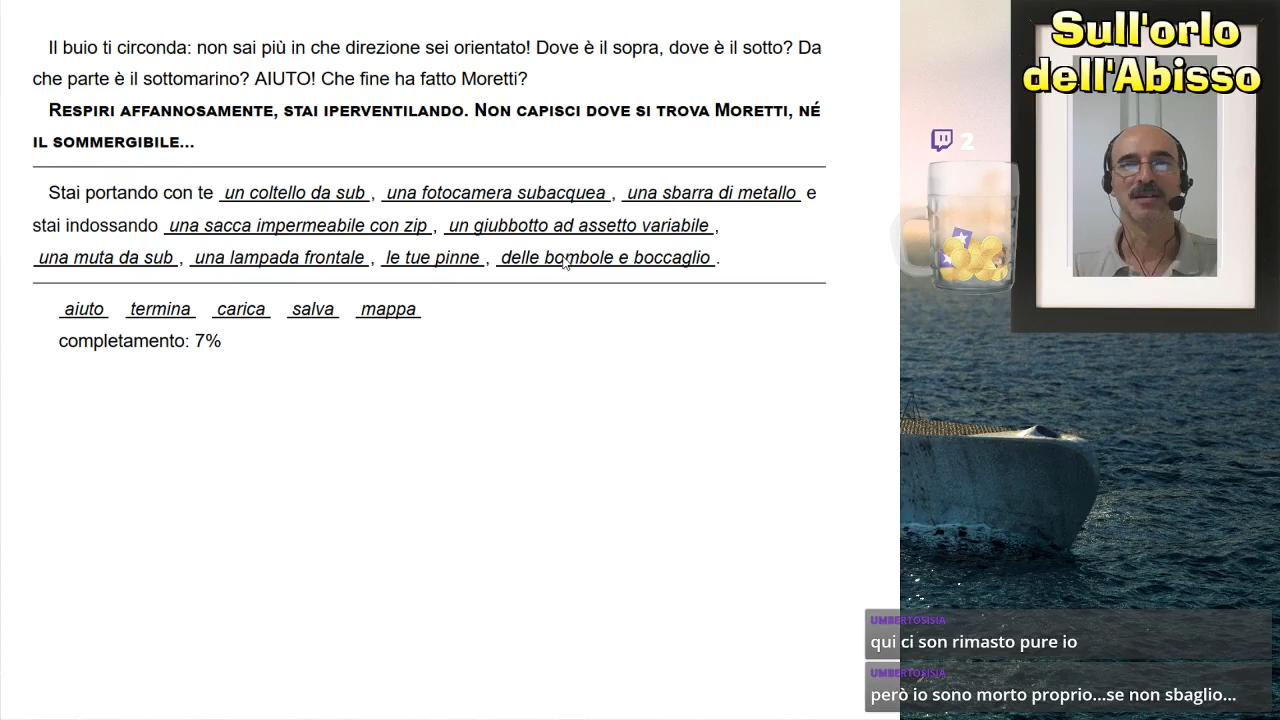 Il buio ti circonda: non sai più in che direzione sei orientato! Dove è il sopra, dove è il sotto? Da
che parte è il sottomarino? AIUTO! Che fine ha fatto Moretti?
RESPIRI AFFANNOSAMENTE, STAI IPERVENTILANDO. NON CAPISCI DOVE SI TROVA MORETTI, NÉ
IL SOMMERGIBILE...
Stai portando con te un coltello da sub, una fotocamera subacquea, una sbarra di metallo e
stai indossando una sacca impermeabile con zip, un giubbotto ad assetto variabile,
una muta da sub, una lampada frontale, le tue pinne, delle bombole e boccaglio.
aiuto termina carica salva mappa
completamento: 7%
Sull'orlo
dell'Abisso
2
UMBERTOSISIA
qui ci son rimasto pure io
UMBERTOSISIA
però io sono morto proprio...se non sbaglio...